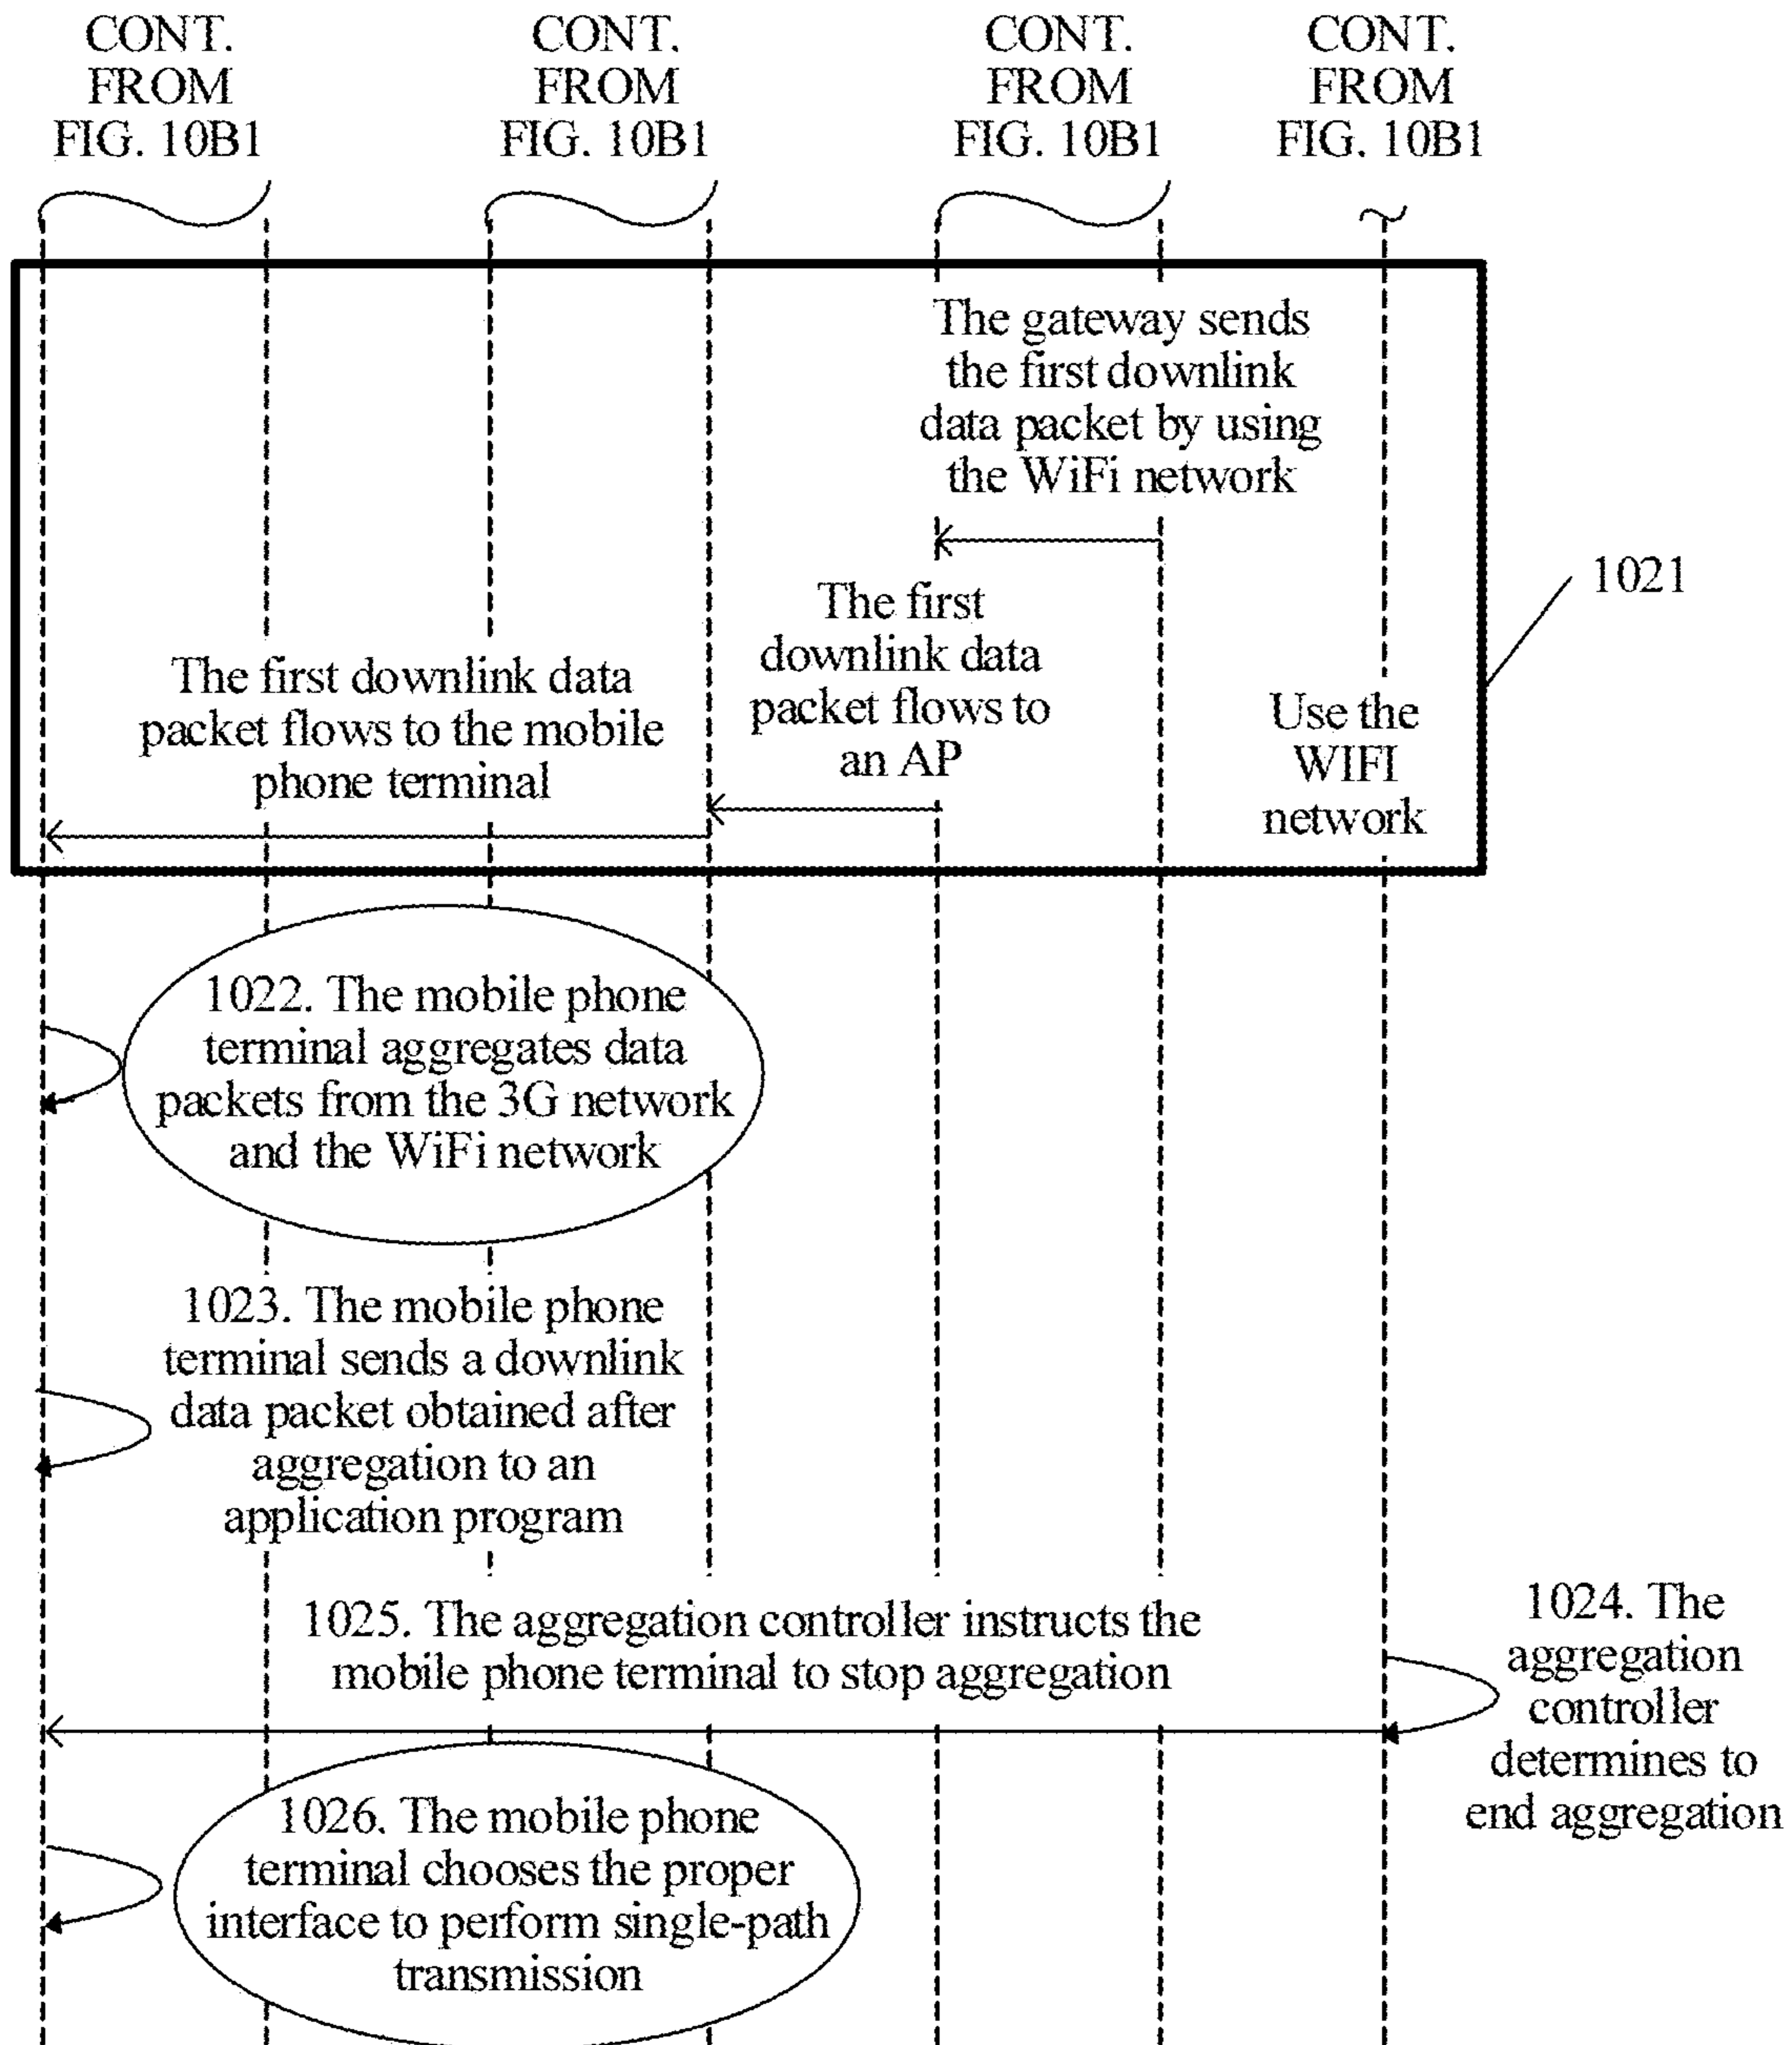 CONT.
FROM
FIG. 10B1
CONT.
FROM
FIG. 10B1
CONT.
FROM
FIG. 10B1
CONT.
FROM
FIG. 10B1
The gateway sends
the first downlink
data packet by using
the WiFi network
1021
The first
downlink data
packet flows to
an AP
The first downlink data
packet flows to the mobile
phone terminal
Use the
WIFI
network
1022. The mobile phone
terminal aggregates data
packets from the 3G network
and the WiFi network
1023. The mobile phone
terminal sends a downlink
data packet obtained after
aggregation to an
application program
1024. The
aggregation
controller
determines to
end aggregation
1025. The aggregation controller instructs the
mobile phone terminal to stop aggregation
1026. The mobile phone
terminal chooses the proper
interface to perform single-path
transmission